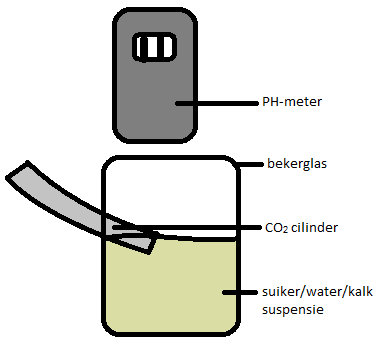 PH-meter
bekerglas
CO₂ cilinder
suiker/water/kalk
suspensie